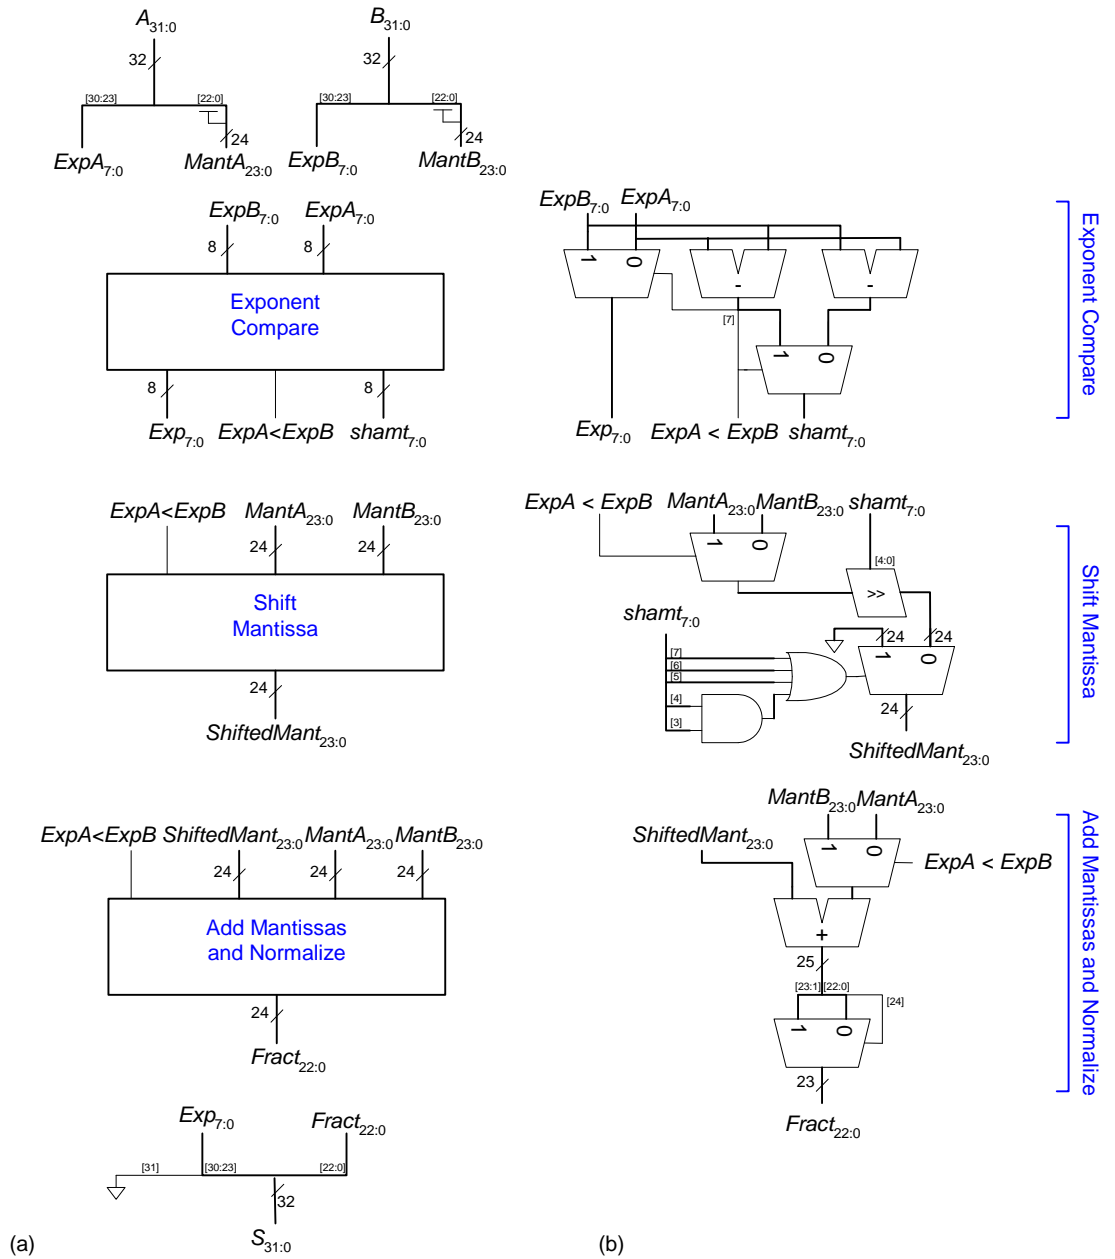 A31:0
B31:0
32
32
[30:23] [22:0]
[30:23] [22:0]
24
24
ExpA7:0 MantA23:0
ExpB7:0 MantB23:0
ExpB7:0 ExpA7:0
8 8
Exponent
Compare
8 8
Exp7:0 ExpA<ExpB shamt7:0
ExpA<ExpB MantA23:0 MantB23:0
24 24
Shift
Mantissa
24
ShiftedMant23:0
ExpA<ExpB ShiftedMant23:0 MantA23:0 MantB23:0
24 24 24
Add Mantissas
and Normalize
24
Fract22:0
Exp7:0 Fract22:0
[31] [30:23] [22:0]
32
S31:0
(a)
ExpB7:0 ExpA7:0
1 0
- -
[7]
1 0
Exp7:0 ExpA < ExpB shamt7:0
Exponent Compare
ExpA < ExpB MantA23:0 MantB23:0 shamt7:0
1 0
[4:0]
>>
shamt7:0
24 24
1 0
[7]
[6]
[5]
[4]
[3]
24
ShiftedMant23:0
Shift Mantissa
MantB23:0 MantA23:0
ShiftedMant23:0
1 0
ExpA < ExpB
+
25
[23:1] [22:0]
[24]
1 0
23
Fract22:0
Add Mantissas and Normalize
(b)